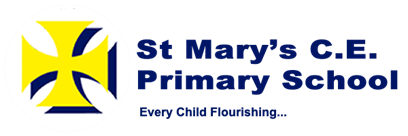 St Mary's C.E.
Primary School
Every Child Flourishing...